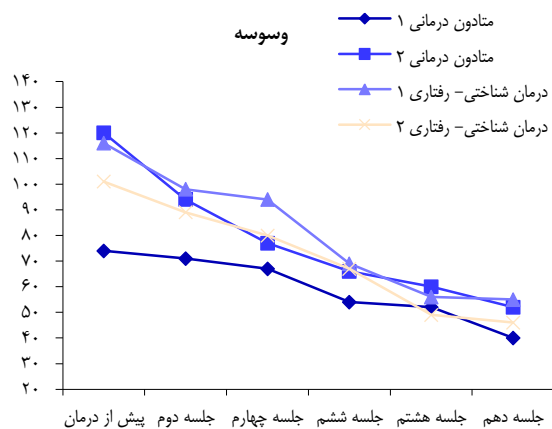 وسوسه
متادون درمانی ۱
متادون درمانی ۲
درمان شناختی- رفتاری ۱
درمان شناختی- رفتاری ۲
۱۴۰
۱۳۰
۱۲۰
۱۱۰
۱۰۰
۹۰
۸۰
۷۰
۶۰
۵۰
۴۰
۳۰
۲۰
پیش از درمان جلسه دوم جلسه چهارم جلسه ششم جلسه هشتم جلسه دهم